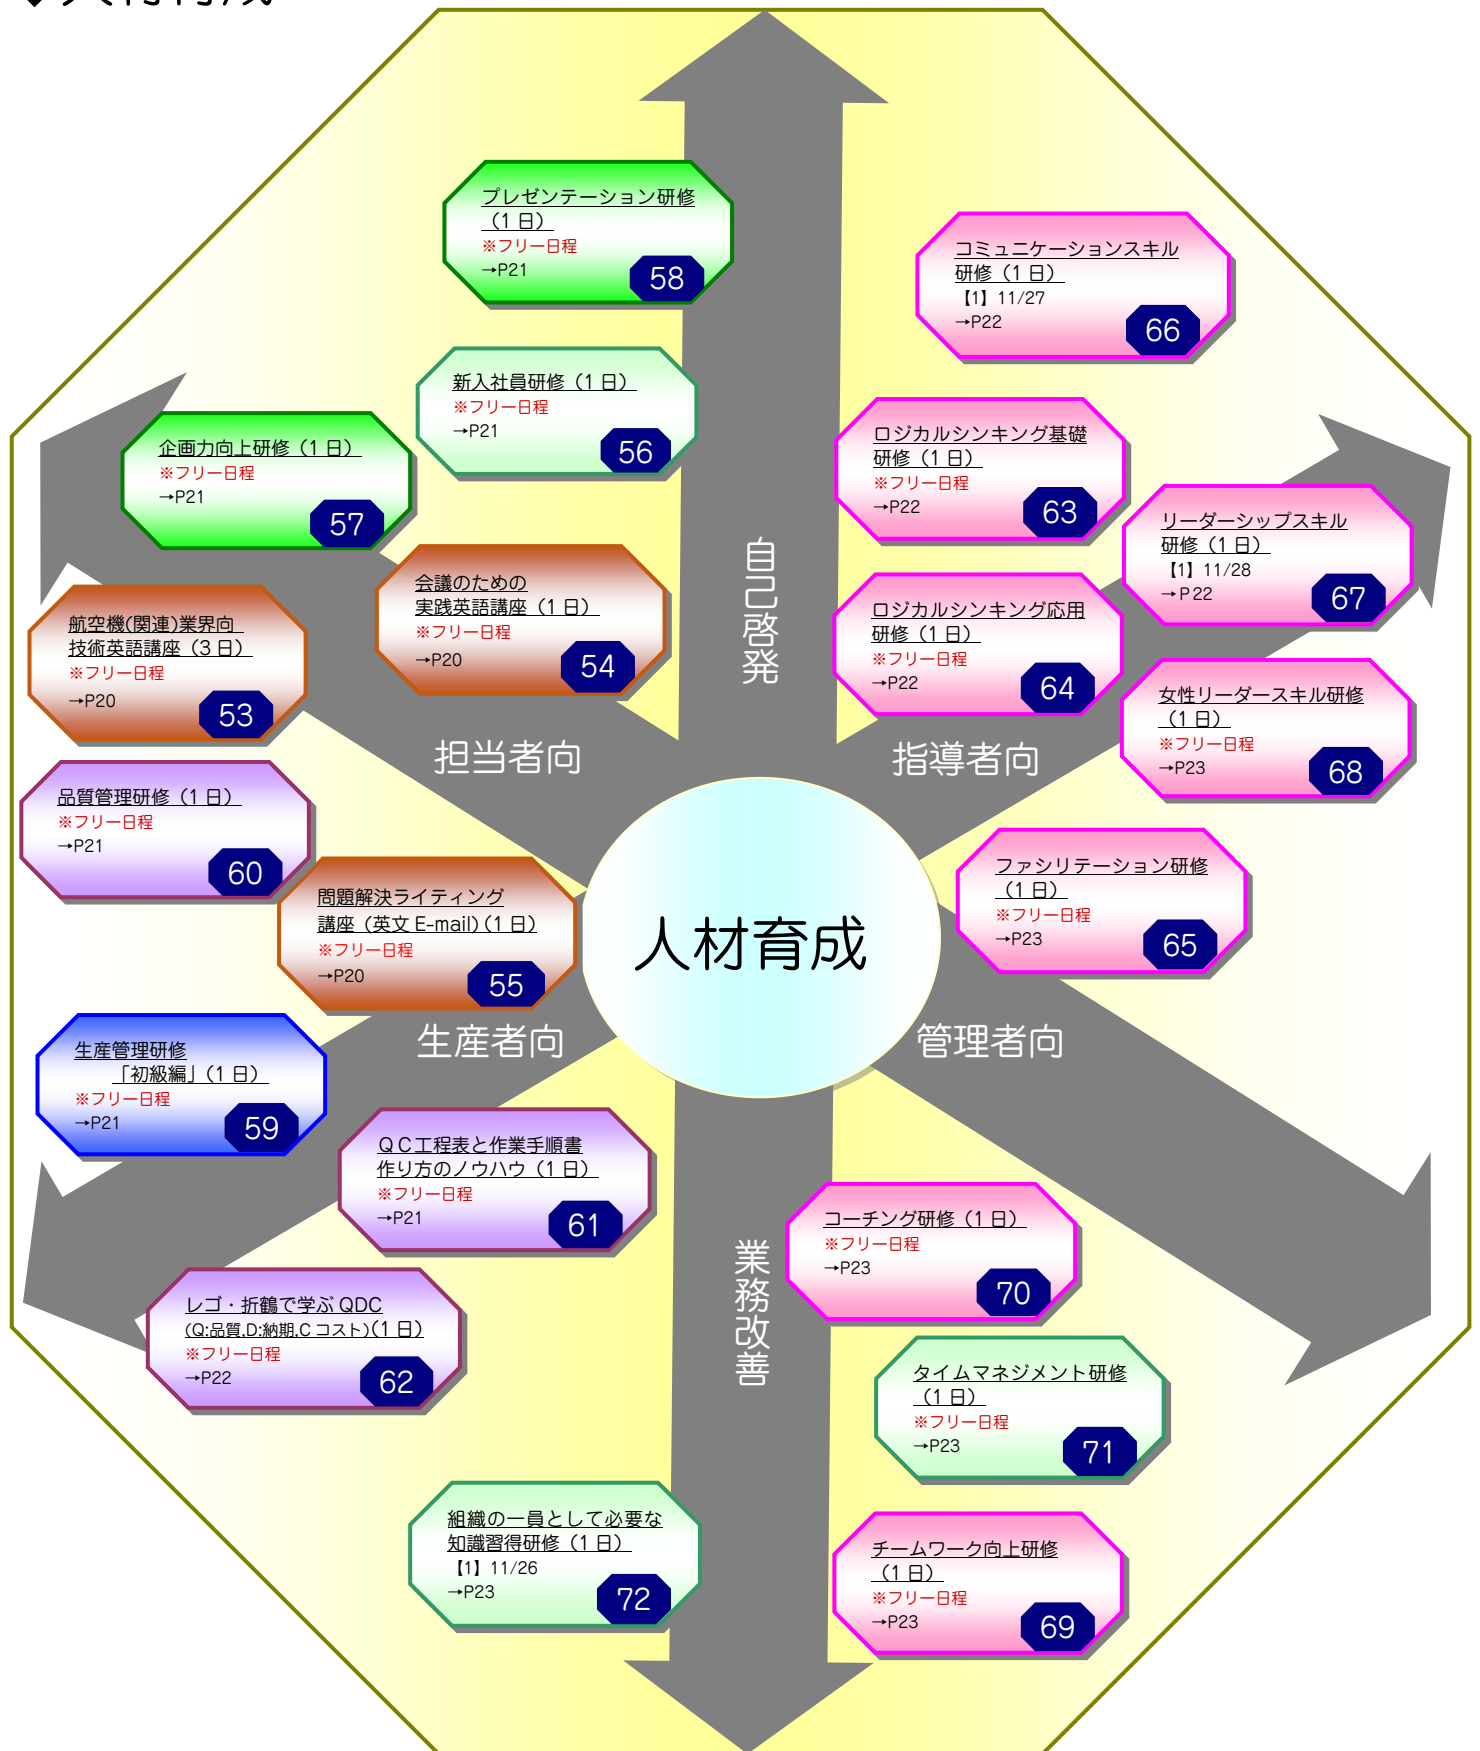 ◆人材育成
プレゼンテーション研修
（1 日）
※フリー日程
→P21
58
コミュニケーションスキル
研修（1 日）
【1】11/27
→P22
66
新入社員研修（1 日）
※フリー日程
→P21
56
企画力向上研修（1 日）
※フリー日程
→P21
57
ロジカルシンキング基礎
研修（1 日）
※フリー日程
→P22
63
リーダーシップスキル
研修（1 日）
【1】11/28
→P22
67
自己啓発
会議のための
実践英語講座（1 日）
※フリー日程
→P20
54
航空機(関連)業界向
技術英語講座（3 日）
※フリー日程
→P20
53
ロジカルシンキング応用
研修（1 日）
※フリー日程
→P22
64
女性リーダースキル研修
（1 日）
※フリー日程
→P23
68
担当者向
指導者向
品質管理研修（1 日）
※フリー日程
→P21
60
問題解決ライティング
講座（英文 E-mail）（1 日）
※フリー日程
→P20
55
人材育成
ファシリテーション研修
（1 日）
※フリー日程
→P23
65
生産者向
管理者向
生産管理研修
「初級編」（1 日）
※フリー日程
→P21
59
ＱＣ工程表と作業手順書
作り方のノウハウ（1 日）
※フリー日程
→P21
61
コーチング研修（1 日）
※フリー日程
→P23
70
業務改善
レゴ・折鶴で学ぶ QDC
(Q:品質,D:納期,C コスト)（1 日）
※フリー日程
→P22
62
タイムマネジメント研修
（1 日）
※フリー日程
→P23
71
組織の一員として必要な
知識習得研修（1 日）
【1】11/26
→P23
72
チームワーク向上研修
（1 日）
※フリー日程
→P23
69